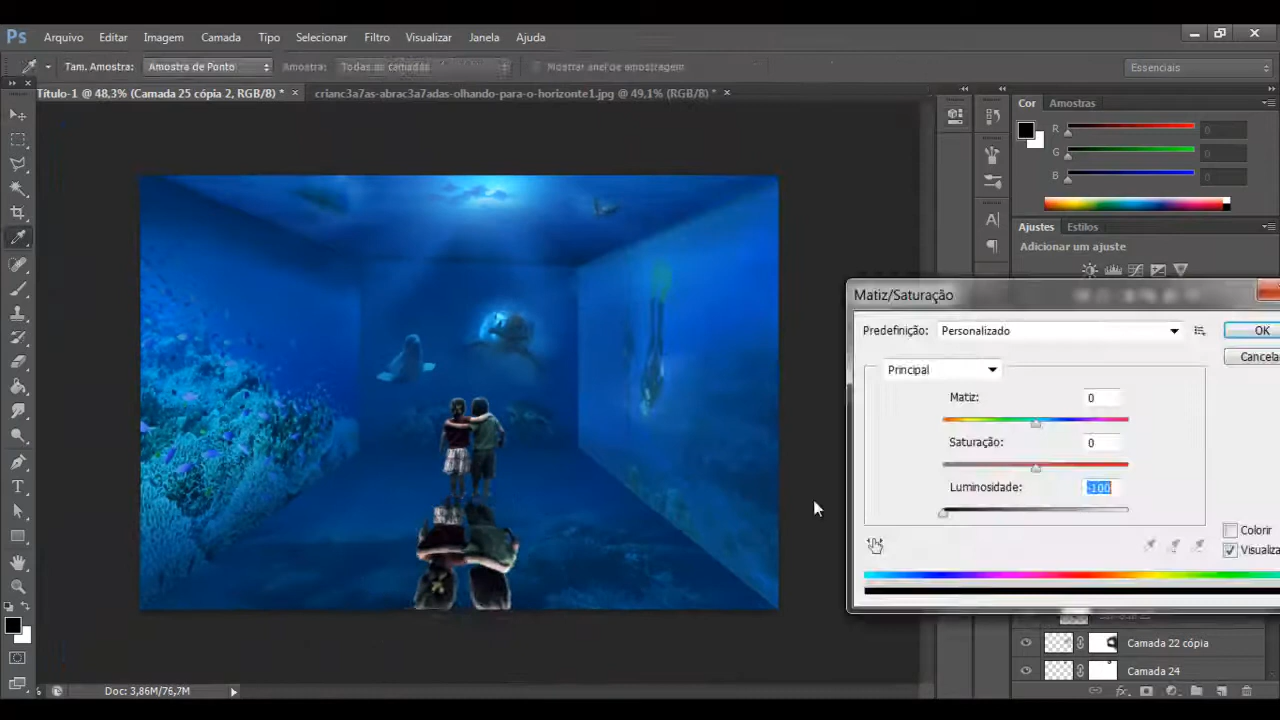 Ps Arquivo Editar Imagem Camada Tipo Selecionar Filtro Visualizar Janela Ajuda
Tam. Amostra: Amostra de Ponto Amostra: Todas as camadas Mostrar anel de amostragem Essenciais
Título-1 @ 48,3% (Camada 25 cópia 2, RGB/8) * × crianc3a7as-abrac3a7adas-olhando-para-o-horizonte1.jpg @ 49,1% (RGB/8) * ×
Cor Amostras
R 0
G 0
B 0
Ajustes Estilos
Adicionar um ajuste
Matiz/Saturação
Predefinição: Personalizado OK
Cancela
Principal
Matiz: 0
Saturação: 0
Luminosidade: -100
Colorir
Visualiza
Camada 22 cópia
Camada 24
% Doc: 3,86M/76,7M